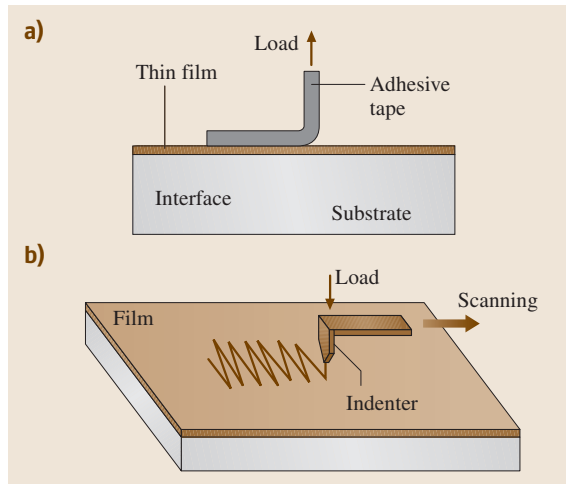 a)
Load
Thin film
Adhesive
tape
Interface
Substrate
b)
Load
Scanning
Film
Indenter